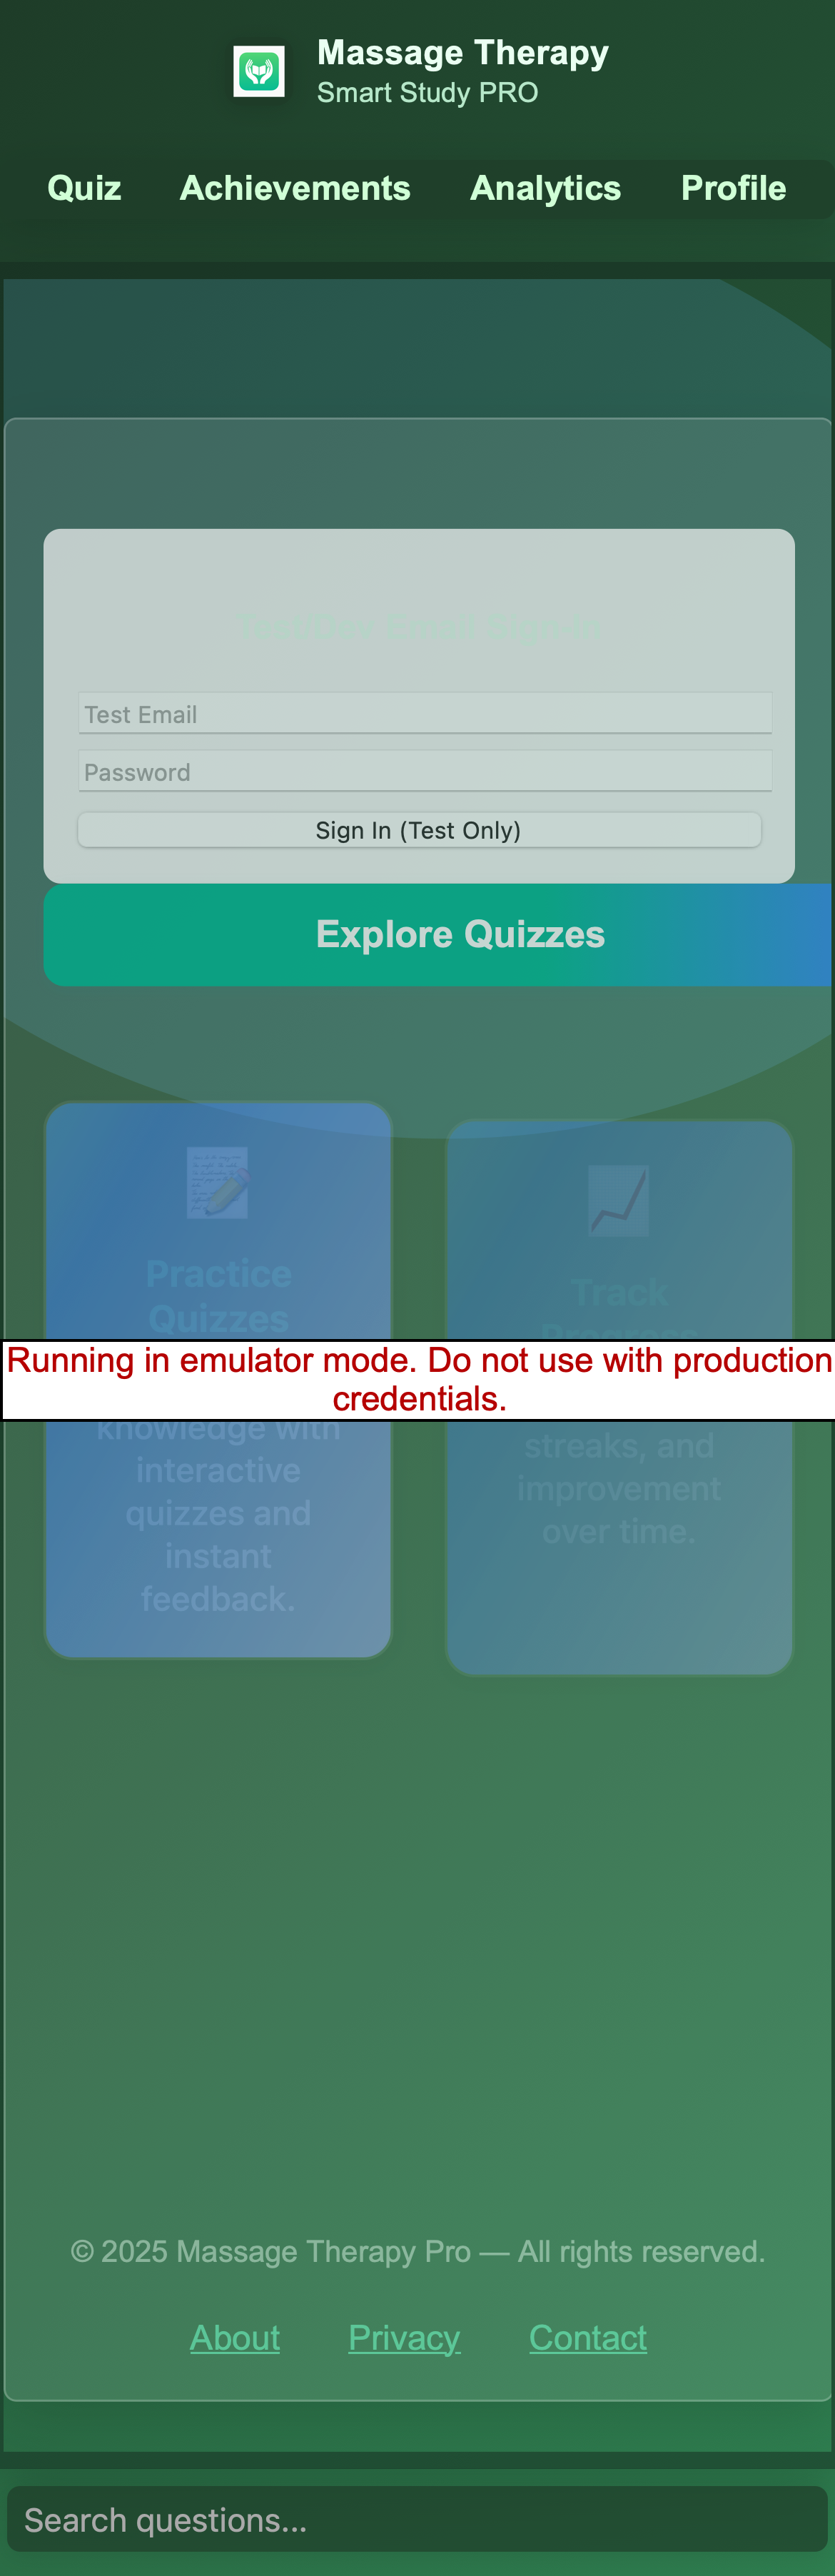 Massage Therapy
Smart Study PRO
Quiz Achievements Analytics Profile
Test/Dev Email Sign-In
Test Email
Password
Sign In (Test Only)
Explore Quizzes
Practice
Quizzes
Track
Progress
Running in emulator mode. Do not use with production
credentials.
knowledge with
interactive
quizzes and
instant
feedback.
streaks, and
improvement
over time.
© 2025 Massage Therapy Pro — All rights reserved.
About Privacy Contact
Search questions...